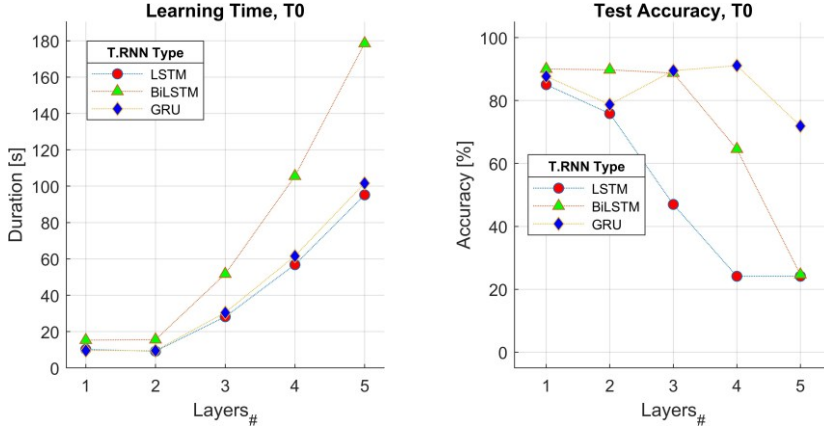 Learning Time, T0
180
160
140
120
100
80
60
40
20
0
Duration [s]
T.RNN Type
LSTM
BiLSTM
GRU
1 2 3 4 5
Layers#
Test Accuracy, T0
100
80
60
40
20
0
Accuracy [%]
T.RNN Type
LSTM
BiLSTM
GRU
1 2 3 4 5
Layers#